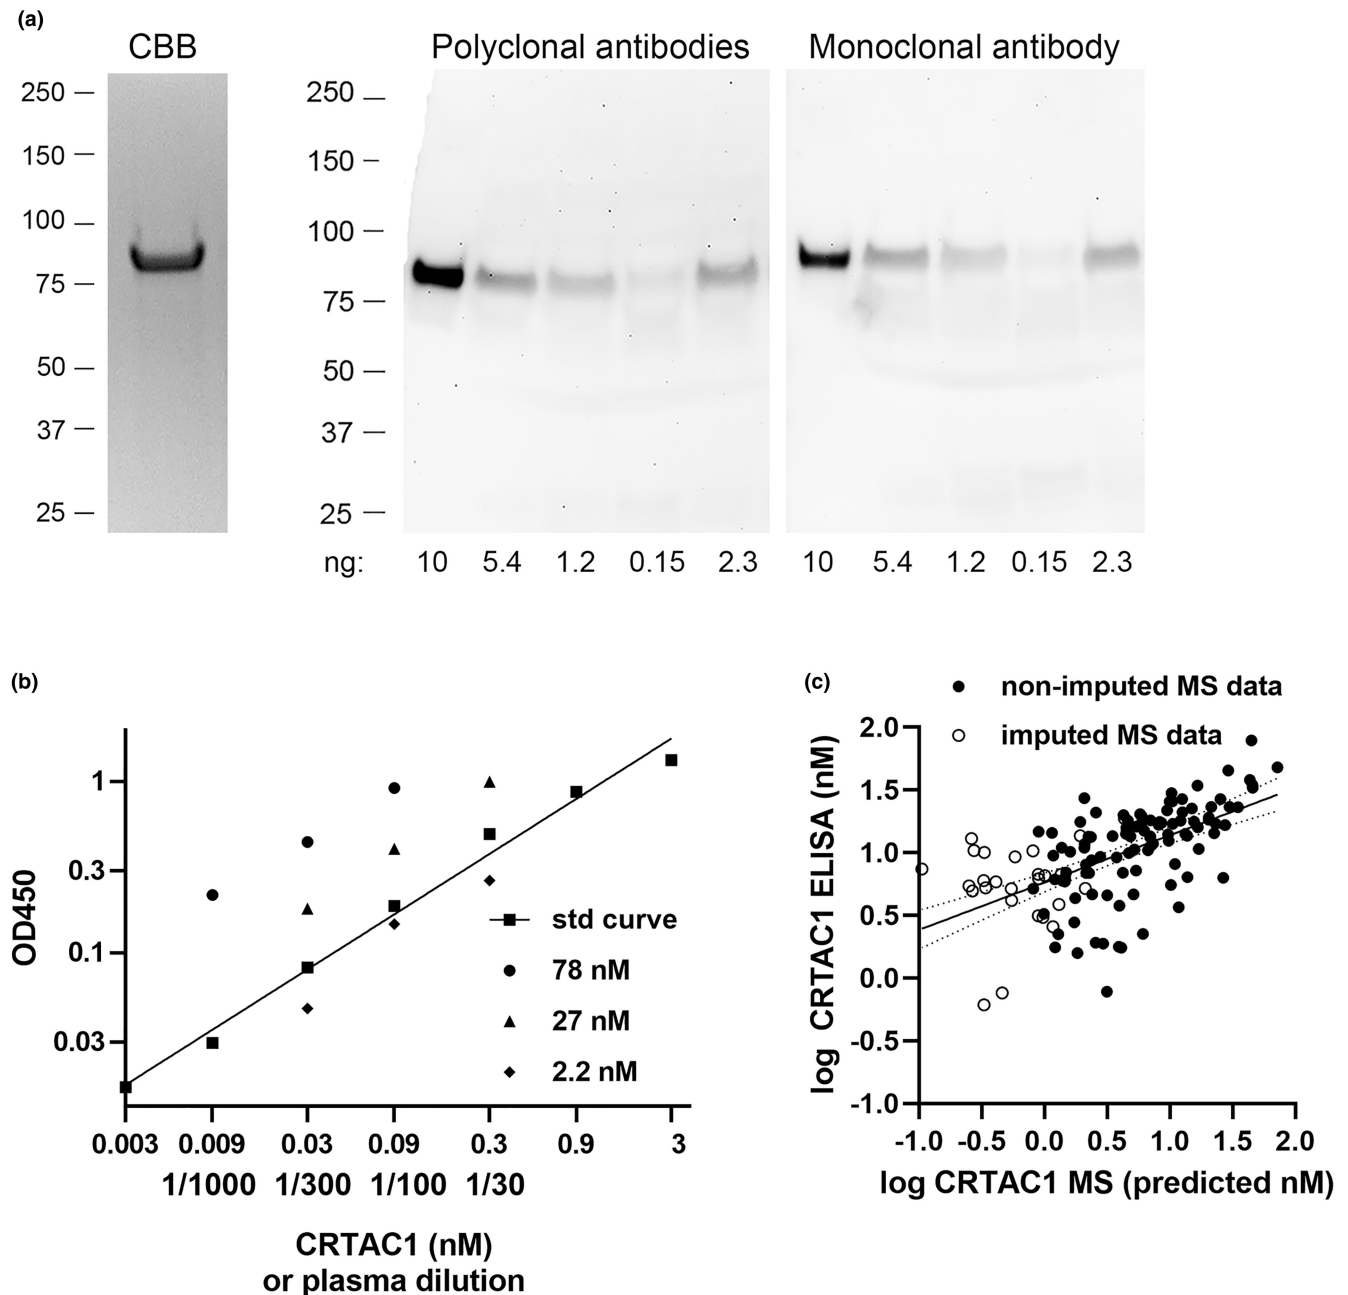 (a)
CBB
Polyclonal antibodies
Monoclonal antibody
250
150
100
75
50
37
25
250
150
100
75
50
37
25
ng: 10 5.4 1.2 0.15 2.3
10 5.4 1.2 0.15 2.3
(b)
OD450
1
0.3
0.1
0.03
std curve
78 nM
27 nM
2.2 nM
0.003 0.009 0.03 0.09 0.3 0.9 3
1/1000 1/300 1/100 1/30
CRTAC1 (nM)
or plasma dilution
(c)
non-imputed MS data
imputed MS data
log CRTAC1 ELISA (nM)
2.0
1.5
1.0
0.5
0.0
-0.5
-1.0
-1.0 -0.5 0.0 0.5 1.0 1.5 2.0
log CRTAC1 MS (predicted nM)